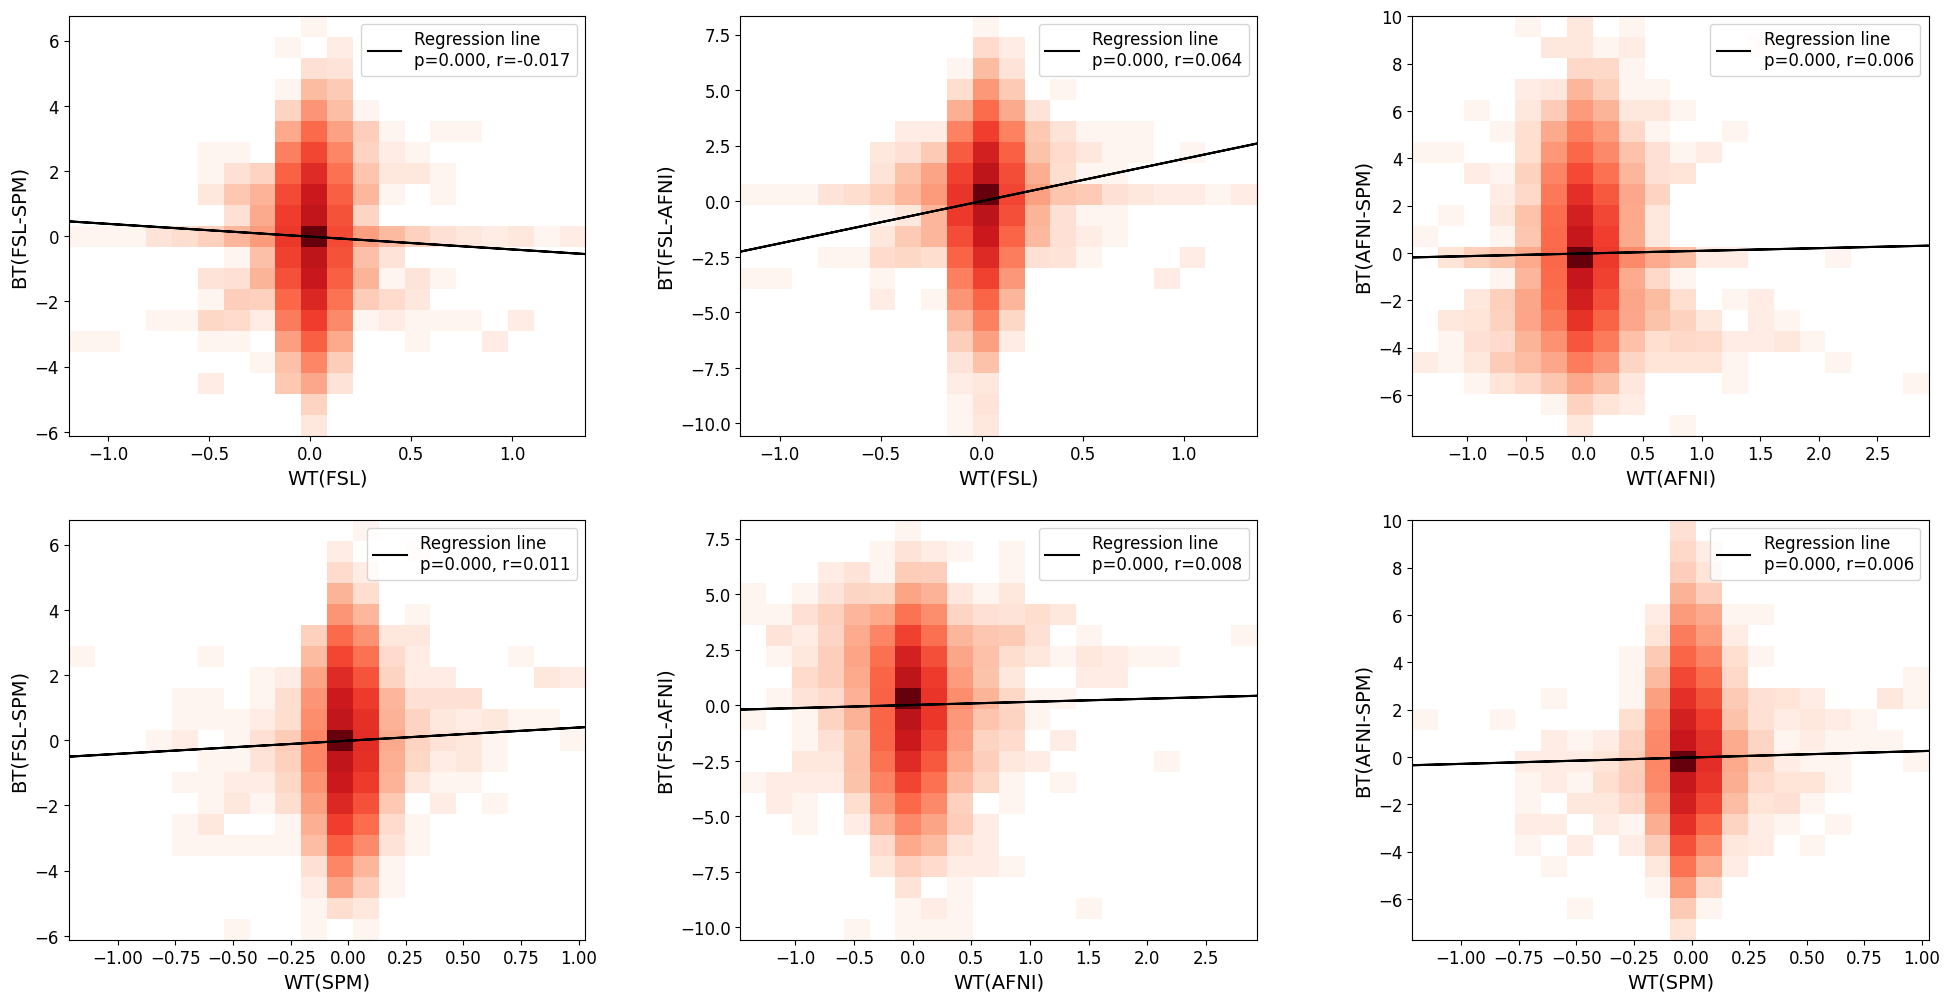 Regression line
p=0.000, r=-0.017
6
4
2
0
−2
−4
−6
BT(FSL-SPM)
−1.0 −0.5 0.0 0.5 1.0
WT(FSL)
Regression line
p=0.000, r=0.064
7.5
5.0
2.5
0.0
−2.5
−5.0
−7.5
−10.0
BT(FSL-AFNI)
−1.0 −0.5 0.0 0.5 1.0
WT(FSL)
Regression line
p=0.000, r=0.006
10
8
6
4
2
0
−2
−4
−6
BT(AFNI-SPM)
−1.0 −0.5 0.0 0.5 1.0 1.5 2.0 2.5
WT(AFNI)
Regression line
p=0.000, r=0.011
6
4
2
0
−2
−4
−6
BT(FSL-SPM)
−1.00 −0.75 −0.50 −0.25 0.00 0.25 0.50 0.75 1.00
WT(SPM)
Regression line
p=0.000, r=0.008
7.5
5.0
2.5
0.0
−2.5
−5.0
−7.5
−10.0
BT(FSL-AFNI)
−1.0 −0.5 0.0 0.5 1.0 1.5 2.0 2.5
WT(AFNI)
Regression line
p=0.000, r=0.006
10
8
6
4
2
0
−2
−4
−6
BT(AFNI-SPM)
−1.00 −0.75 −0.50 −0.25 0.00 0.25 0.50 0.75 1.00
WT(SPM)